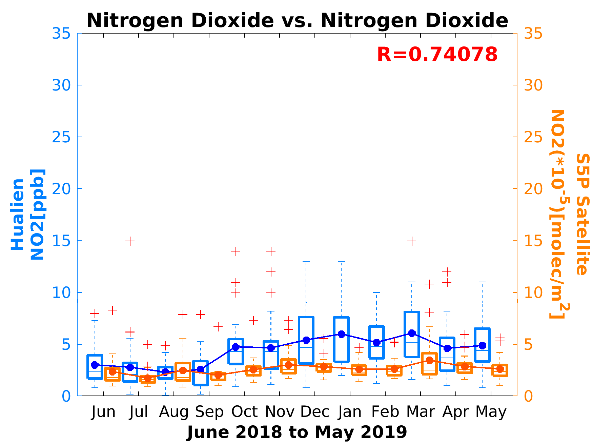 Nitrogen Dioxide vs. Nitrogen Dioxide
R=0.74078
35 35
30 30
25 25
20 20
15 15
10 10
5 5
0 0
Hualien
NO2[ppb]
S5P Satellite
NO2(*10^-5)[molec/m^2]
Jun Jul Aug Sep Oct Nov Dec Jan Feb Mar Apr May
June 2018 to May 2019